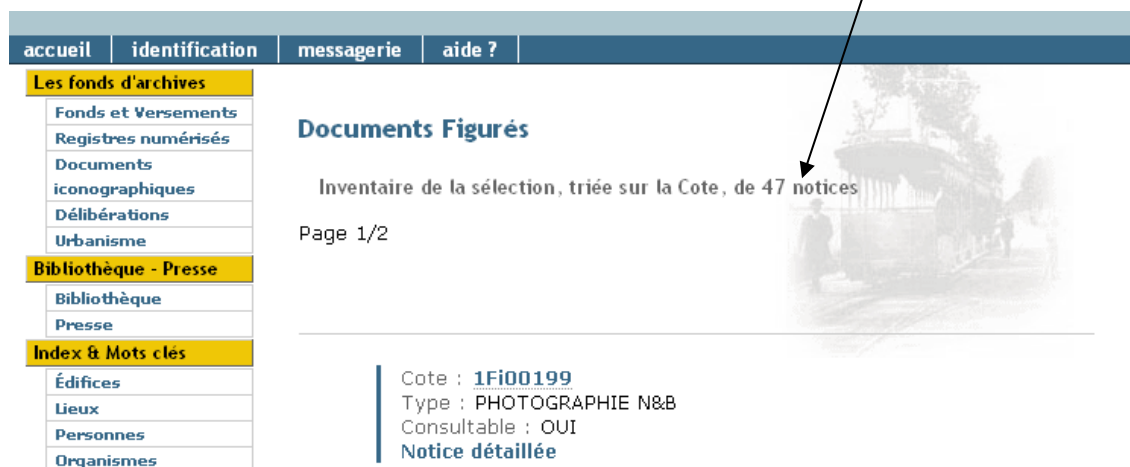 accueil identification messagerie aide ?
Les fonds d'archives
Fonds et Versements
Registres numérisés
Documents
iconographiques
Délibérations
Urbanisme
Bibliothèque - Presse
Bibliothèque
Presse
Index & Mots clés
Édifices
Lieux
Personnes
Organismes
Documents Figurés
Inventaire de la sélection, triée sur la Cote, de 47 notices
Page 1/2
Cote : 1Fi00199
Type : PHOTOGRAPHIE N&B
Consultable : OUI
Notice détaillée